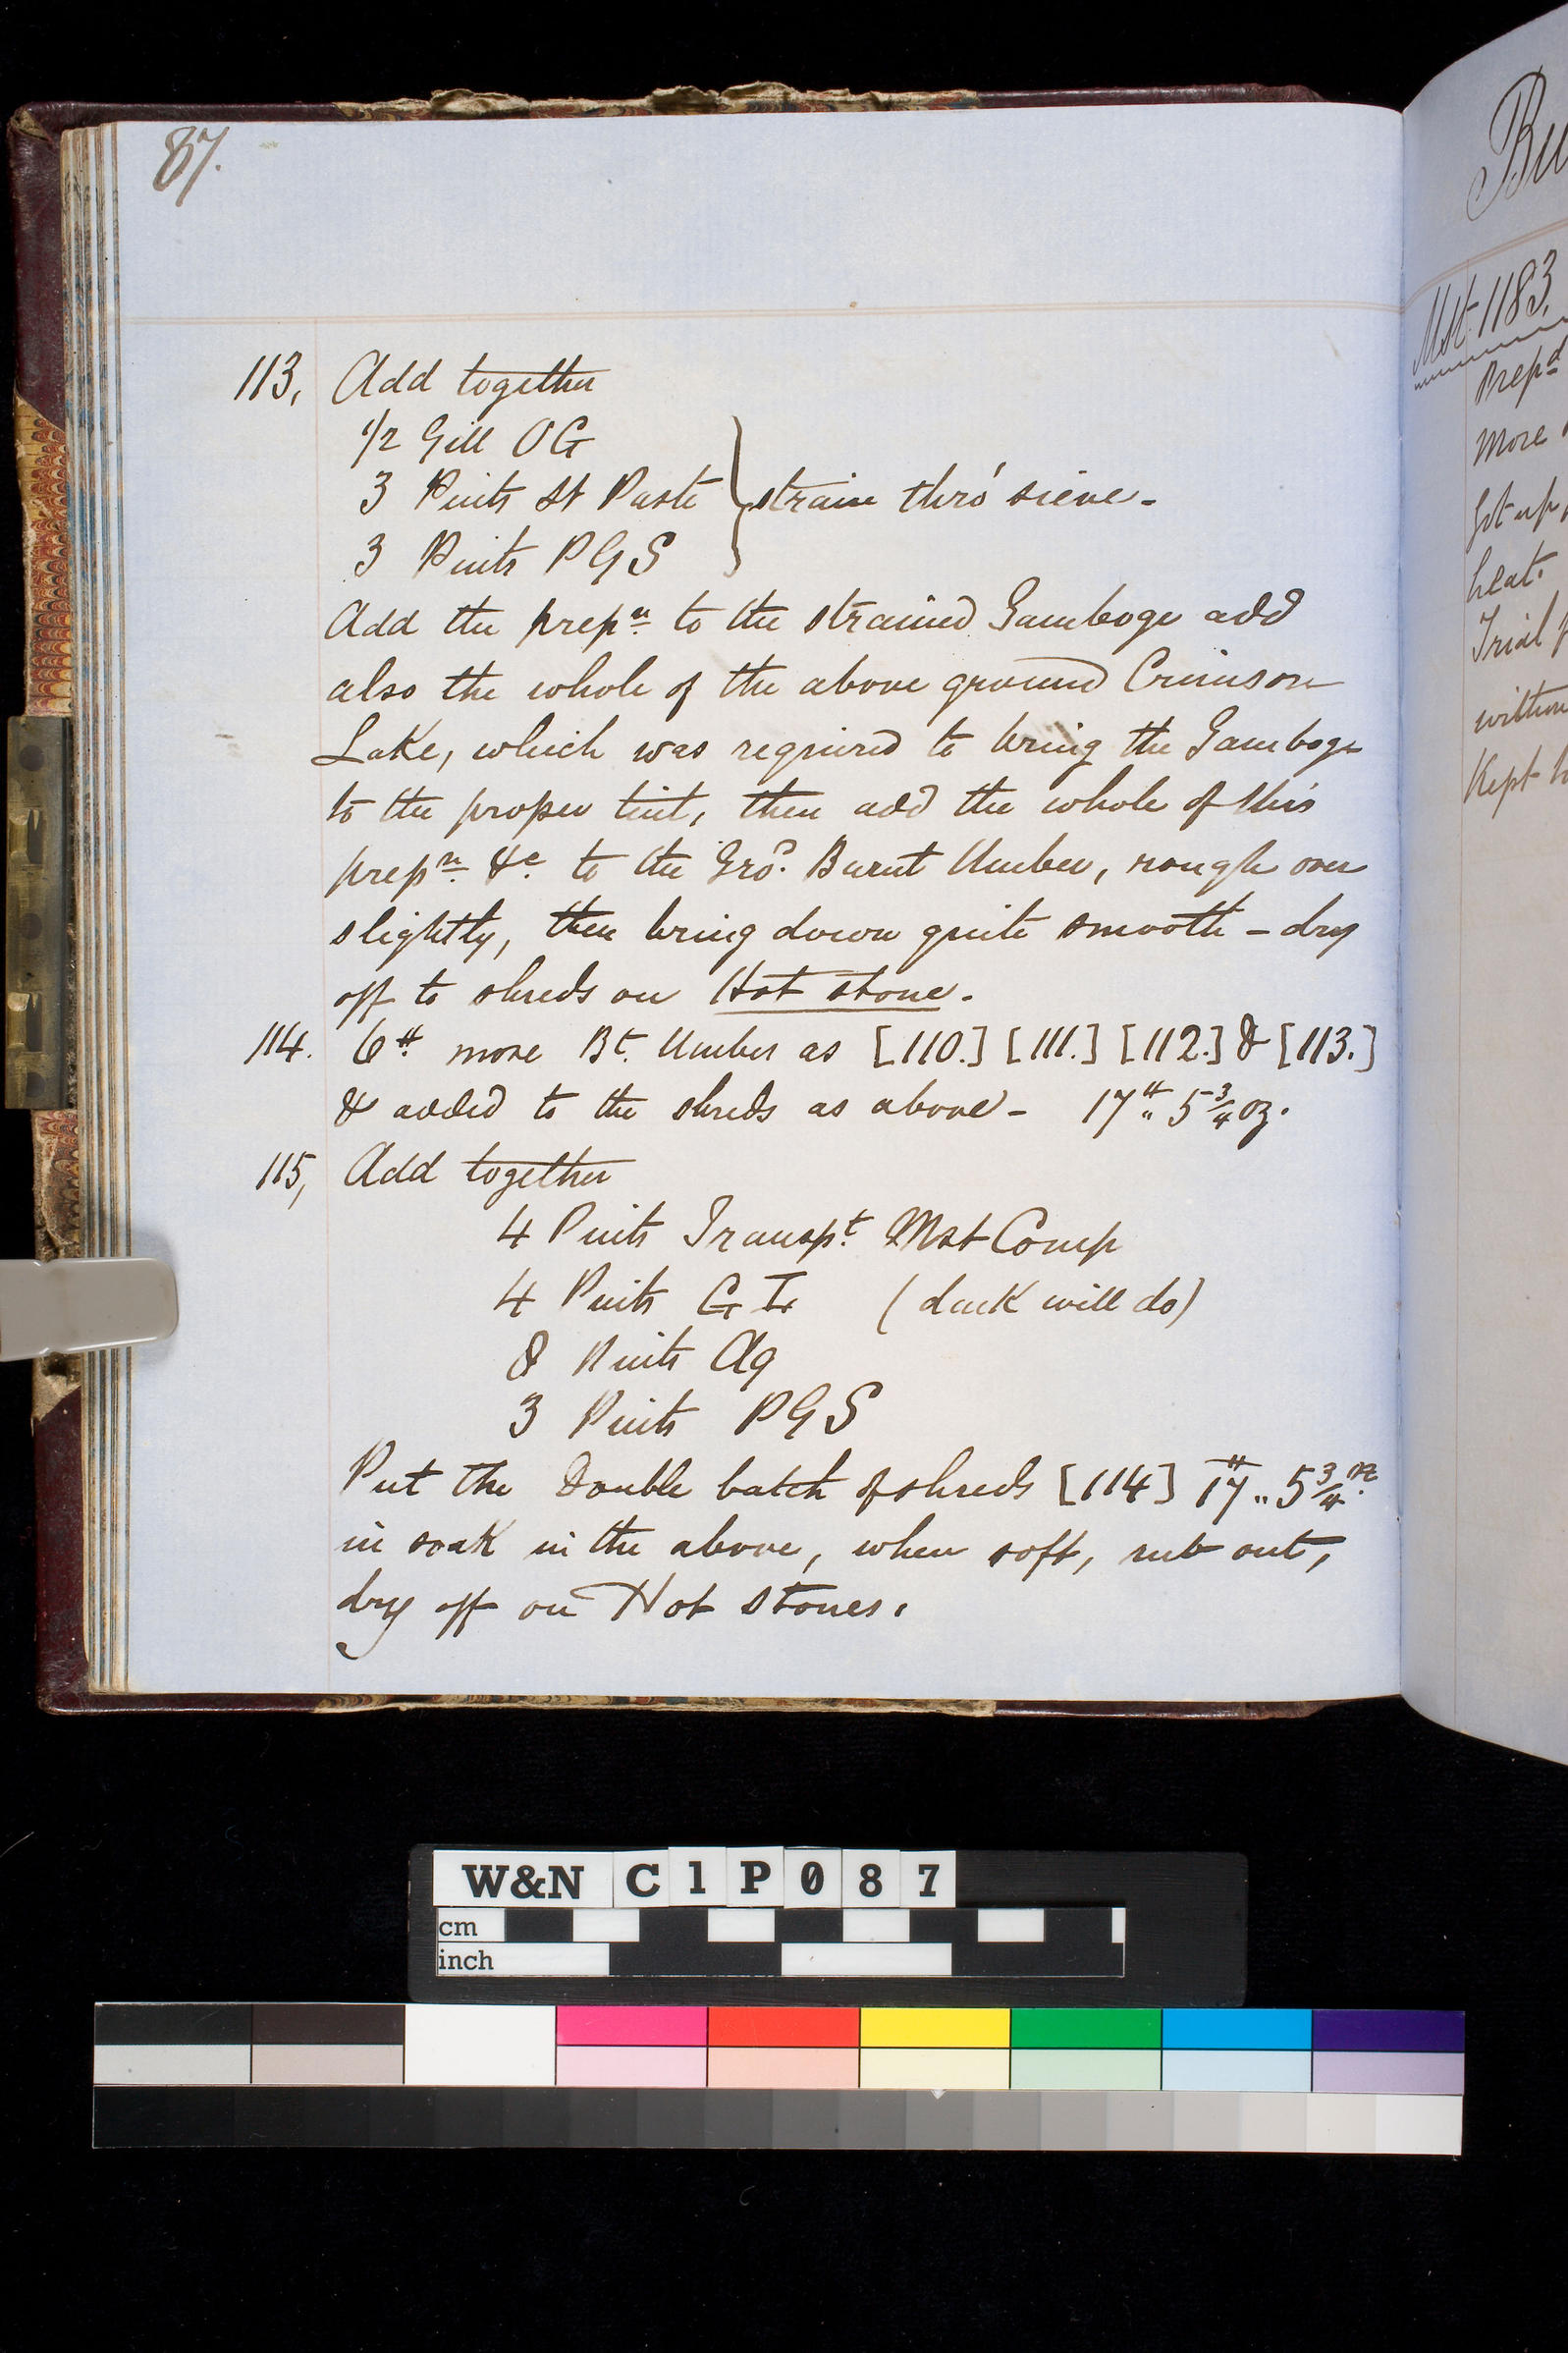 87.
113, Add together
1/2 Gill OG
3 Pints St Paste } strain thro' sieve -
3 Pints PGS
Add the prepn. to the strained Gamboge add
also the whole of the above ground Crimson
Lake, which was required to bring the Gamboge
to the proper tint, then add the whole of this
prepn. &c. to the Grod. Burnt Umber, rough over
slightly, then bring down quite smooth - dry
off to shreds on Hot stone.
114. 6 lb. more Bt. Umber as [110.] [111.] [112.] & [113.]
& added to the shreds as above - 17 lb.. 5 3/4 oz.
115, Add together
4 Pints Transpt. Mst Comp
4 Pints G L (dark will do)
8 Pints Aq
3 Pints PGS
Put the Double batch of shreds [114] 17 lb.. 5 3/4 oz.
in soak in the above, when soft, rub out,
dry off on Hot stones.
Mst 1183.
Prepd
More
heat.
Trial
Kept
W&N C1P087
cm
inch